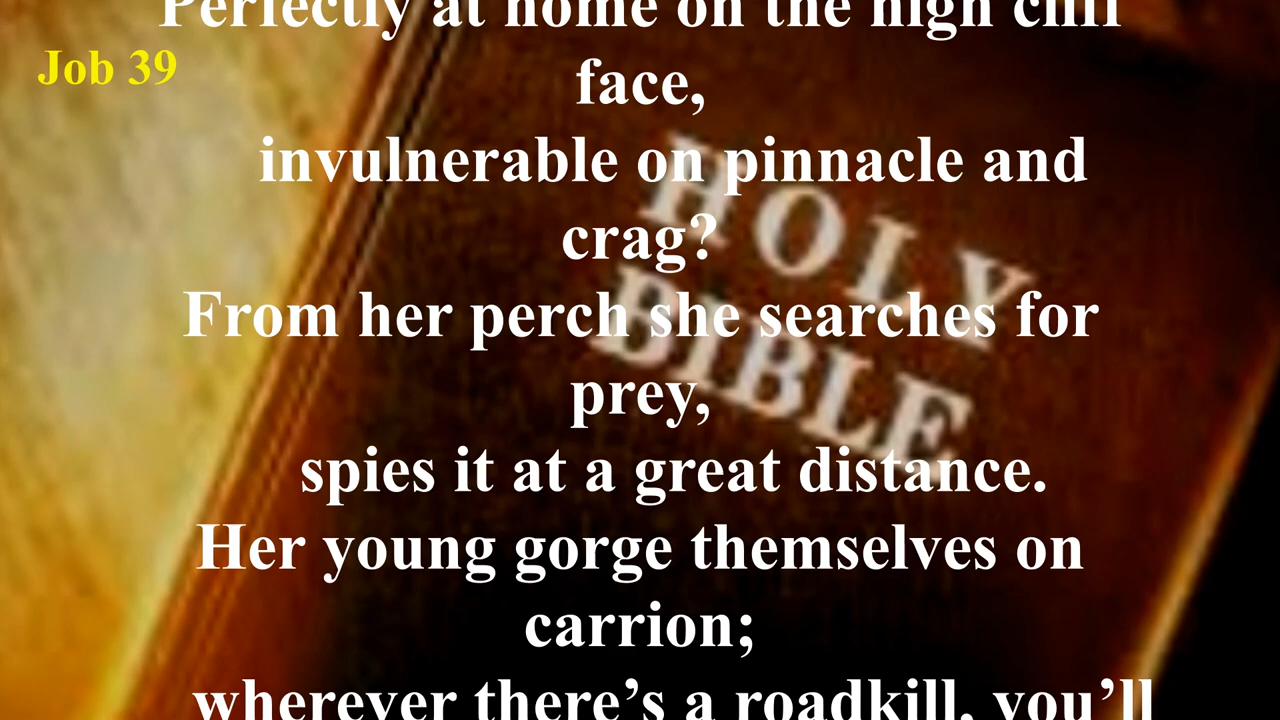 Perfectly at home on the high cliff
Job 39
face,
invulnerable on pinnacle and
crag?
From her perch she searches for
prey,
spies it at a great distance.
Her young gorge themselves on
carrion;
wherever there’s a roadkill, you’ll
HOLY
BIBLE